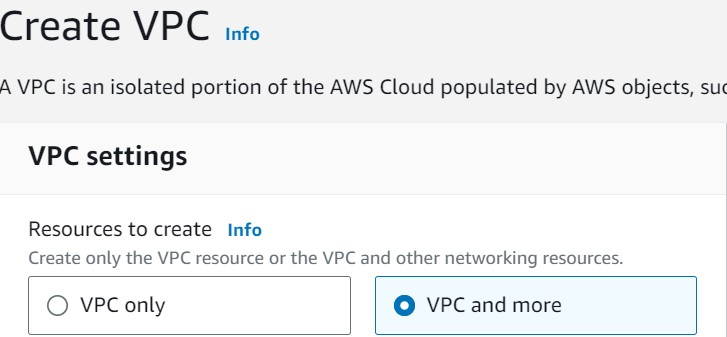 Create VPC Info
A VPC is an isolated portion of the AWS Cloud populated by AWS objects,
VPC settings
Resources to create Info
Create only the VPC resource or the VPC and other networking resources.
VPC only
VPC and more